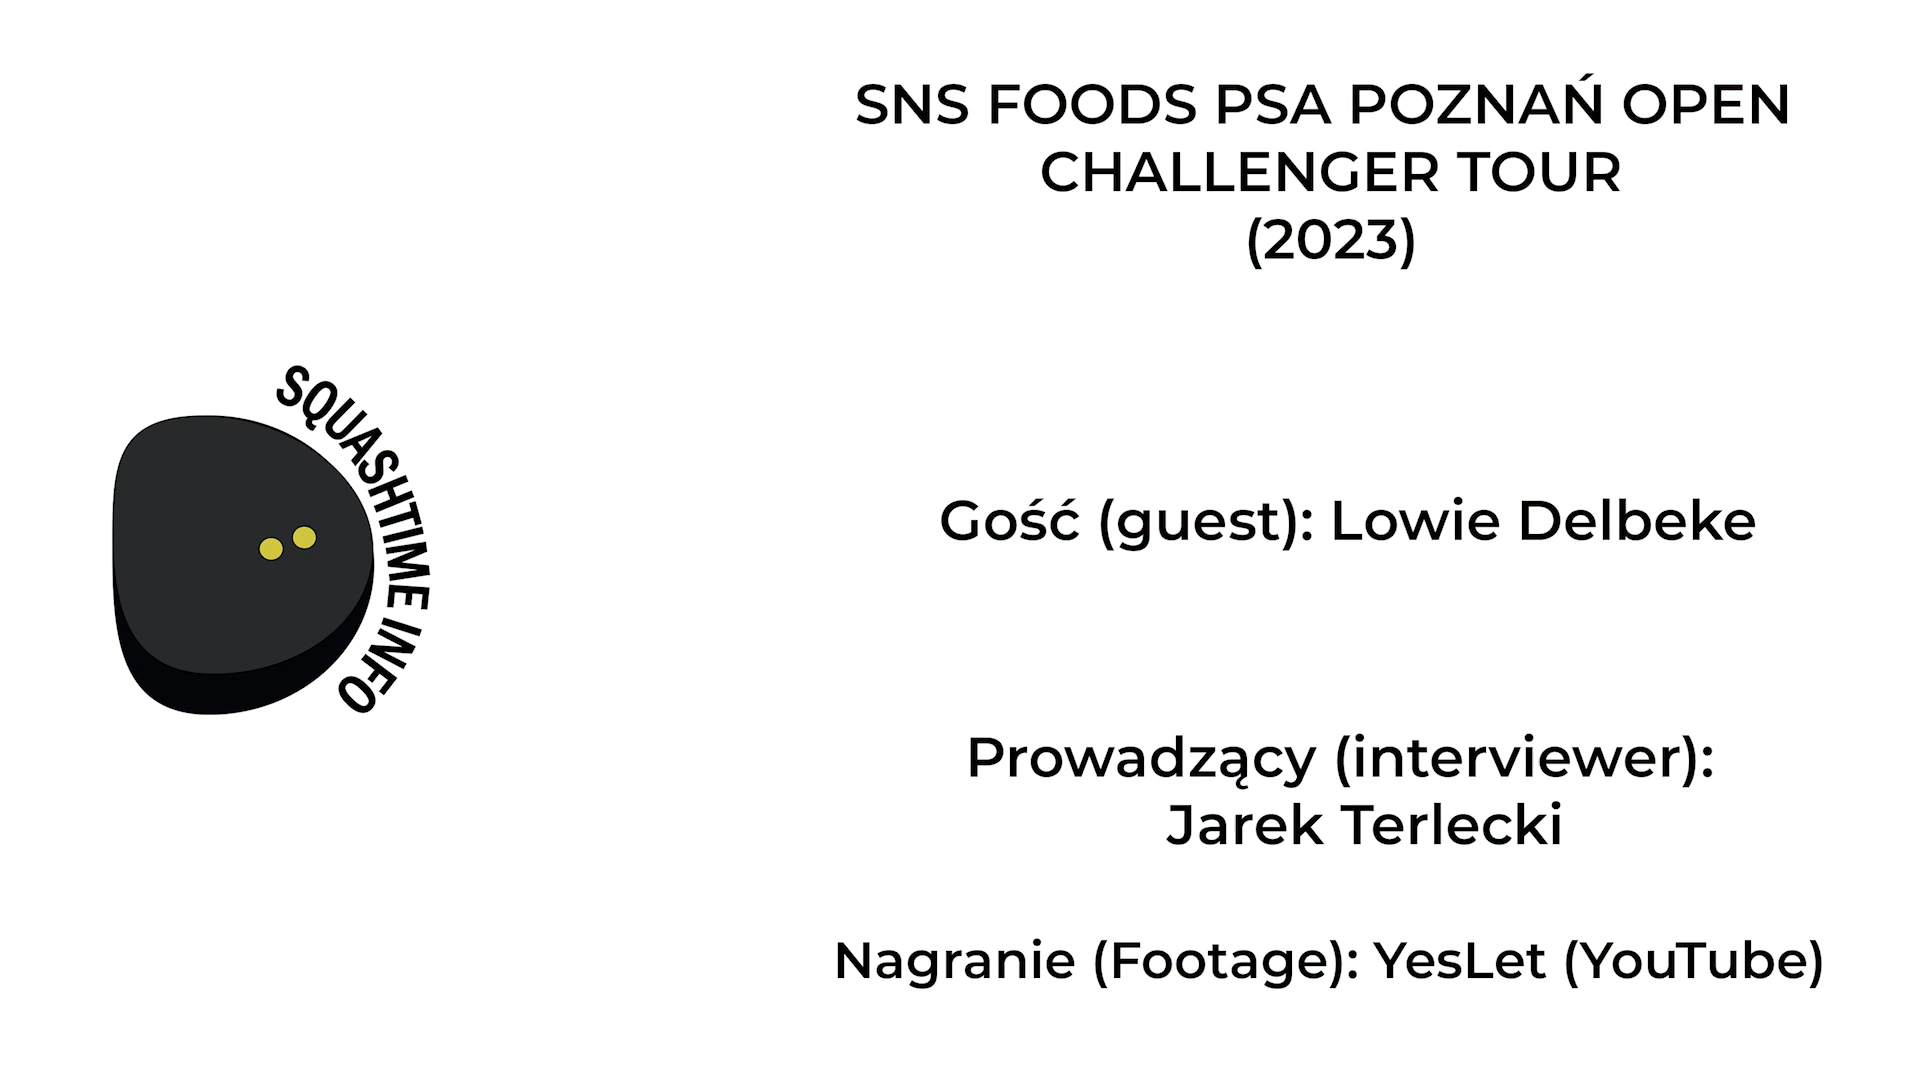 SNS FOODS PSA POZNAŃ OPEN
CHALLENGER TOUR
(2023)
SQUASHTIME INFO
Gość (guest): Lowie Delbeke
Prowadzący (interviewer):
Jarek Terlecki
Nagranie (Footage): YesLet (YouTube)